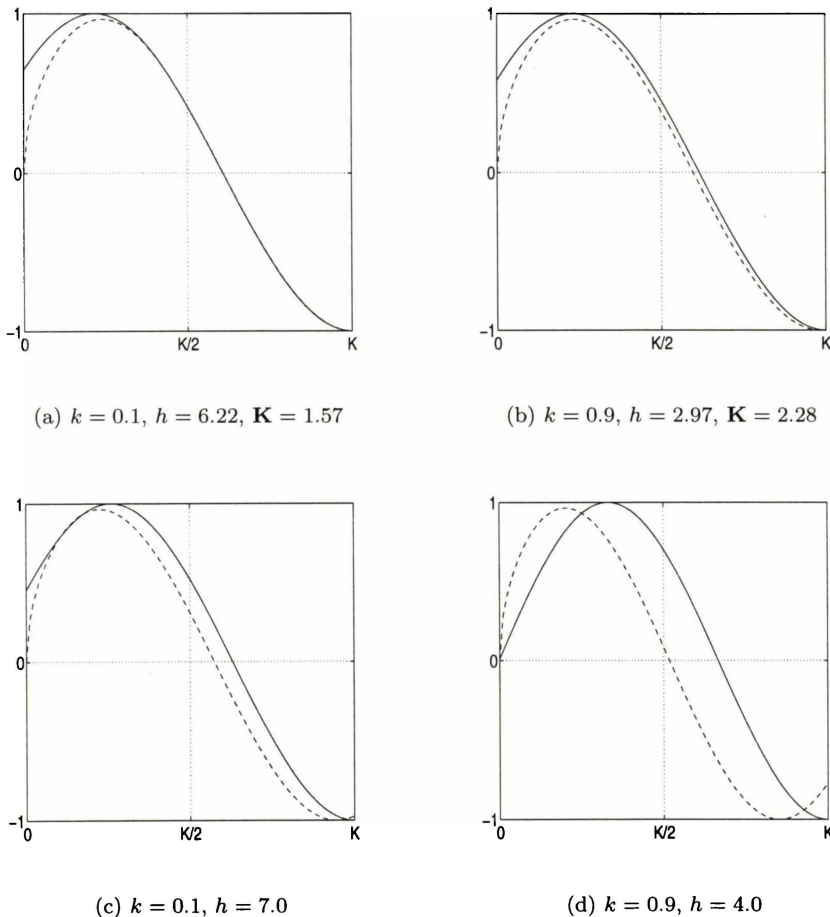 1
0
−1
0
K/2
K
(a) k = 0.1, h = 6.22, K = 1.57
1
0
−1
0
K/2
K
(b) k = 0.9, h = 2.97, K = 2.28
1
0
−1
0
K/2
K
(c) k = 0.1, h = 7.0
1
0
−1
0
K/2
K
(d) k = 0.9, h = 4.0